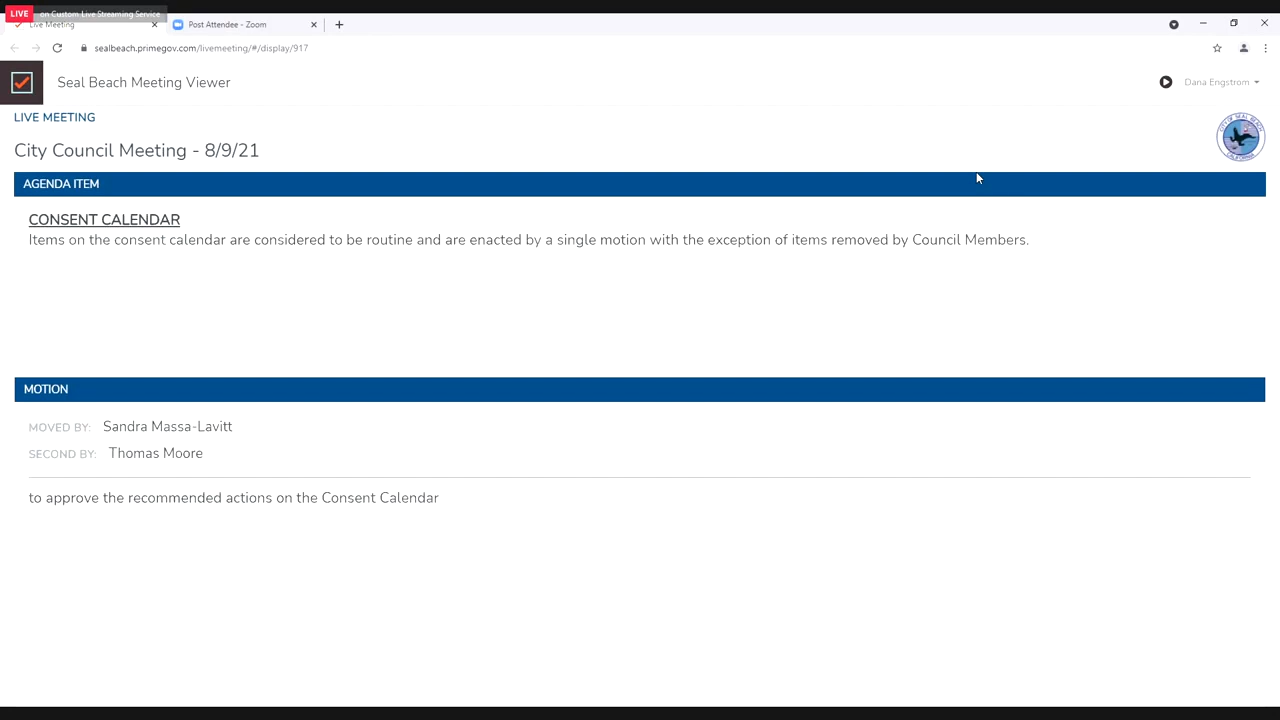 LIVE on Custom Live Streaming Service
Live Meeting
Post Attendee - Zoom
sealbeach.primegov.com/livemeeting/#/display/917
Seal Beach Meeting Viewer
Dana Engstrom
LIVE MEETING
City Council Meeting - 8/9/21
AGENDA ITEM
CONSENT CALENDAR
Items on the consent calendar are considered to be routine and are enacted by a single motion with the exception of items removed by Council Members.
MOTION
MOVED BY: Sandra Massa-Lavitt
SECOND BY: Thomas Moore
to approve the recommended actions on the Consent Calendar